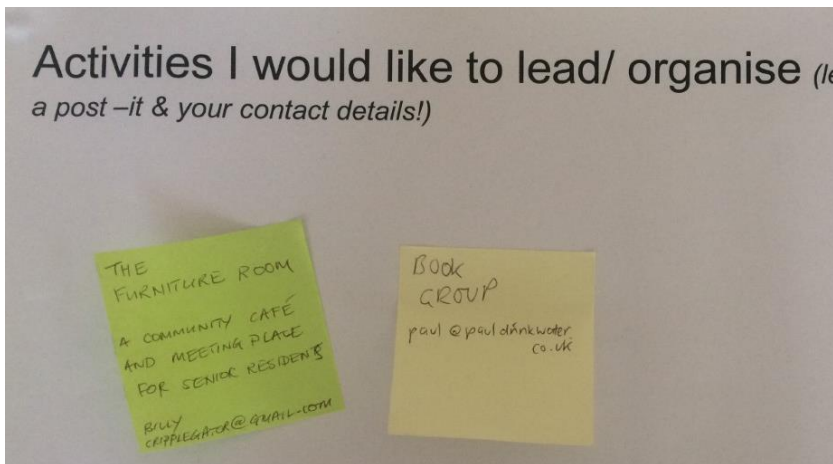 Activities I would like to lead/ organise (le
a post –it & your contact details!)
THE
FURNITURE ROOM
A COMMUNITY CAFÉ
AND MEETING PLACE
FOR SENIOR RESIDENTS
BILLY
CRIPPLEGATOR@GMAIL.COM
BOOK
GROUP
paul@pauldrinkwater
co.uk